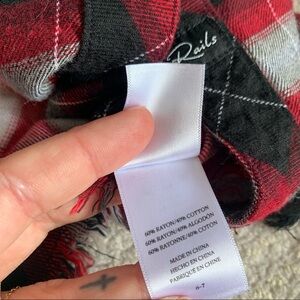 Rails
60% RAYON/40% COTTON
60% RAYON/40% ALGODÓN
60% RAYONNE/40% COTON
MADE IN CHINA
HECHO EN CHINA
FABRIQUÉ EN CHINE